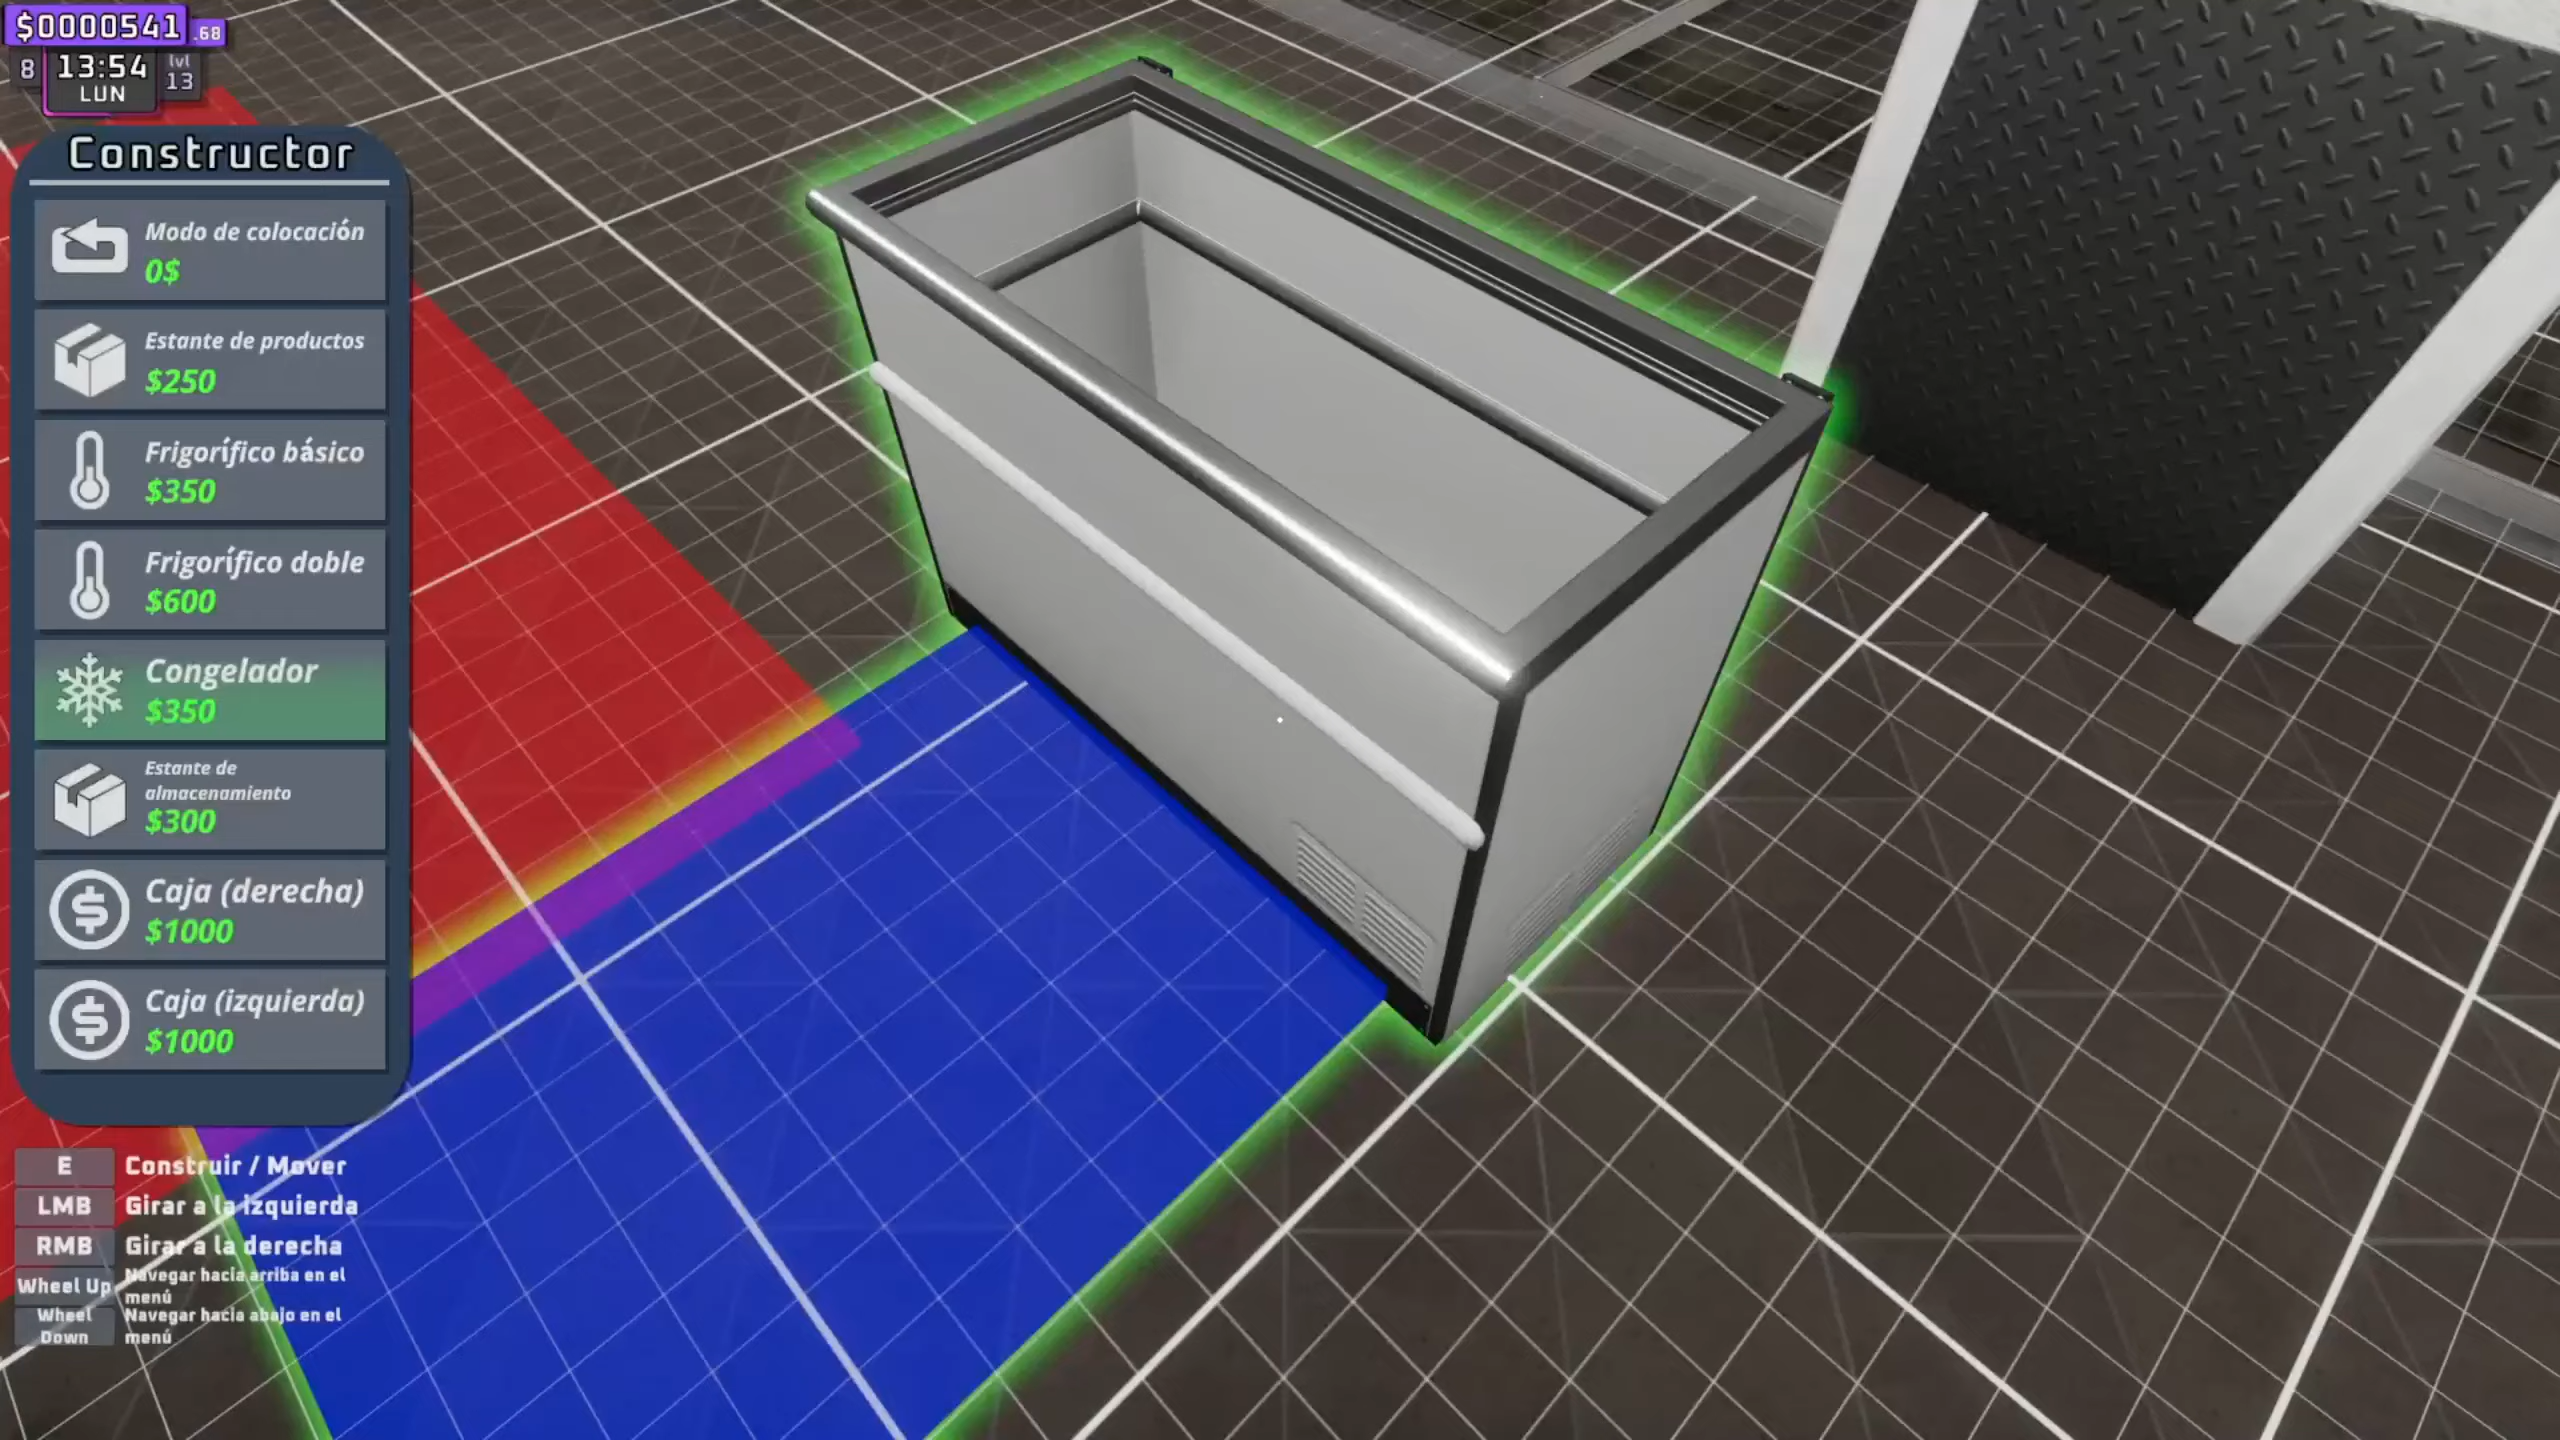 $0000541.68
8 13:54 lvl 13
LUN
Constructor
Modo de colocación
0$
Estante de productos
$250
Frigorífico básico
$350
Frigorífico doble
$600
Congelador
$350
Estante de
almacenamiento
$300
Caja (derecha)
$1000
Caja (izquierda)
$1000
E Construir / Mover
LMB Girar a la izquierda
RMB Girar a la derecha
Wheel Up Navegar hacia arriba en el
menú
Wheel Down Navegar hacia abajo en el
menú